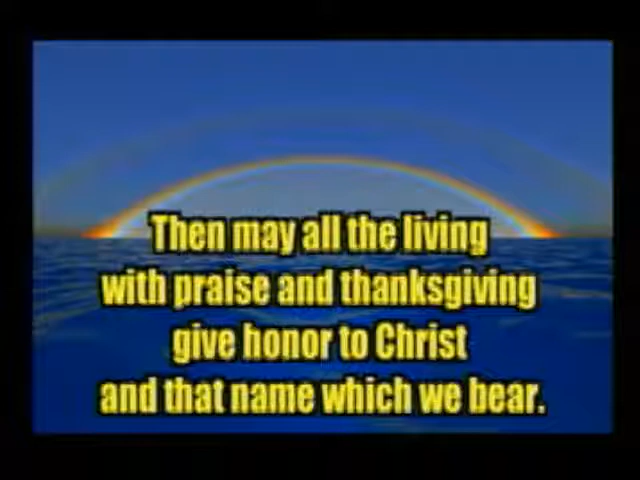 Then may all the living
with praise and thanksgiving
give honor to Christ
and that name which we bear.